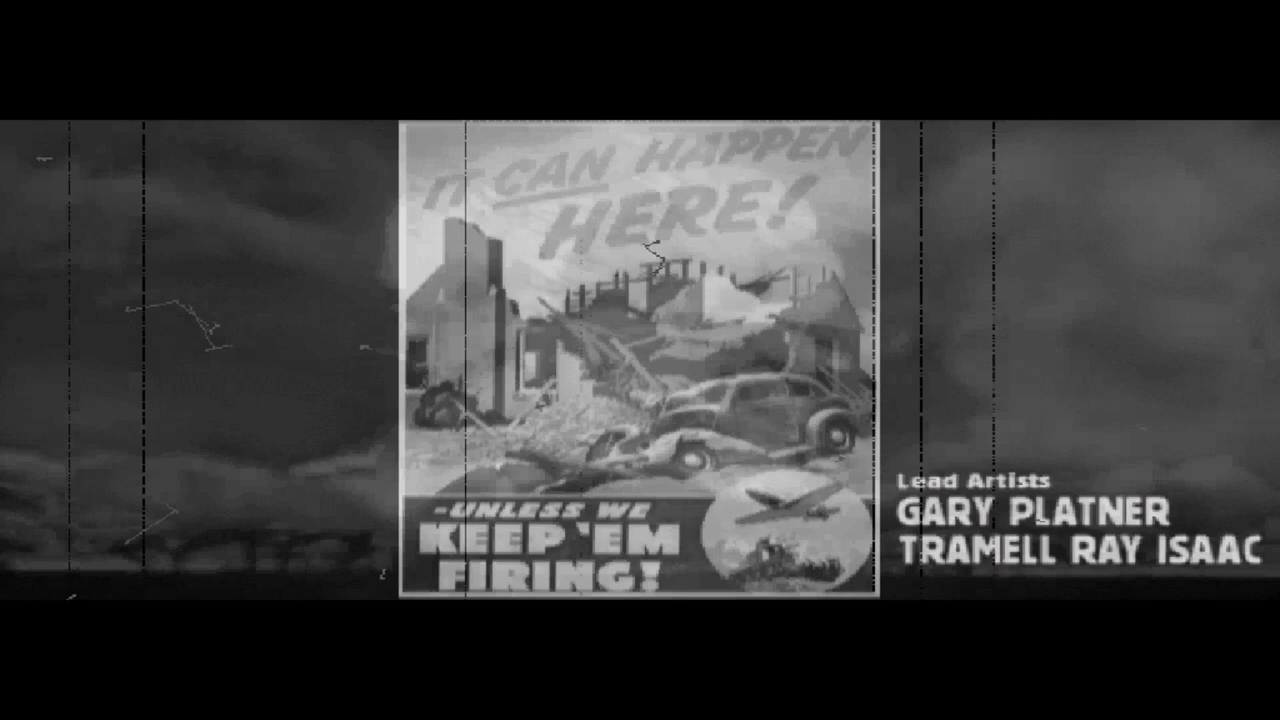 IT CAN HAPPEN
HERE!
-UNLESS WE
KEEP 'EM
FIRING!
Lead Artists
GARY PLATNER
TRAMELL RAY ISAAC